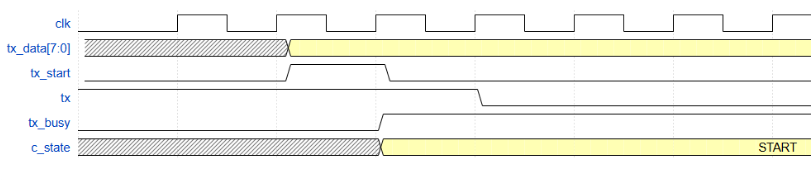 clk
tx_data[7:0]
tx_start
tx
tx_busy
c_state START